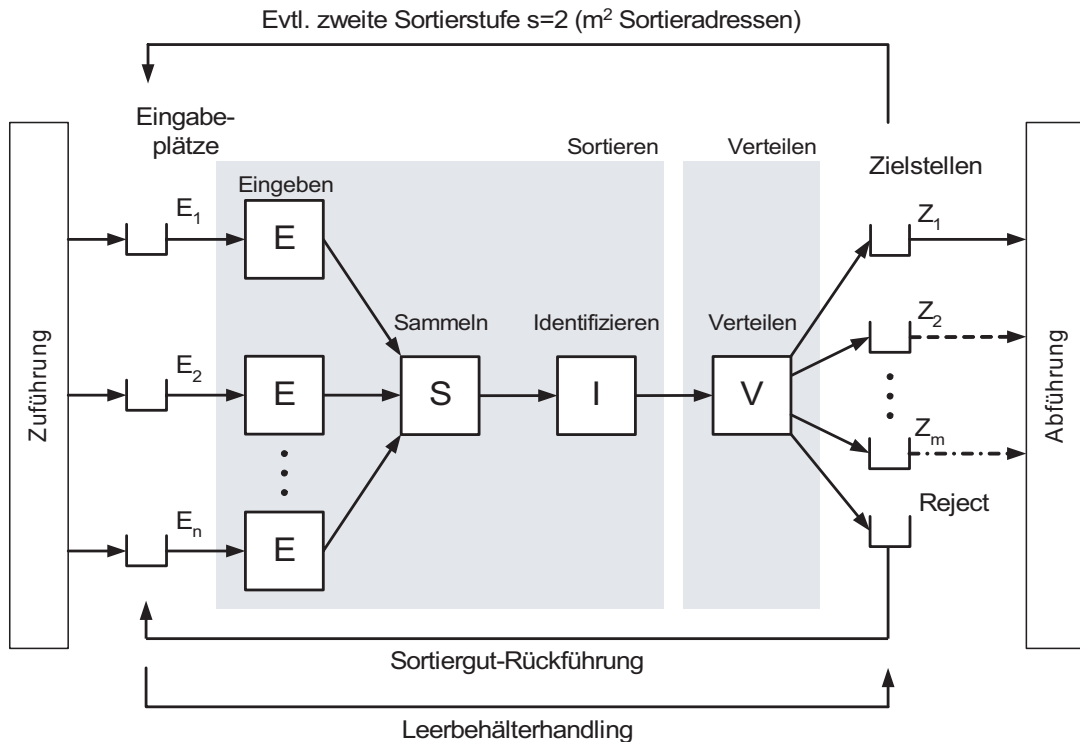 Evtl. zweite Sortierstufe s=2 (m² Sortieradressen)
Eingabe-
plätze
Sortieren
Verteilen
Zielstellen
Eingeben
E₁
E
Z₁
Zuführung
Sammeln
Identifizieren
Verteilen
Z₂
E₂
E
S
I
V
Abführung
Zₘ
Eₙ
E
Reject
Sortiergut-Rückführung
Leerbehälterhandling